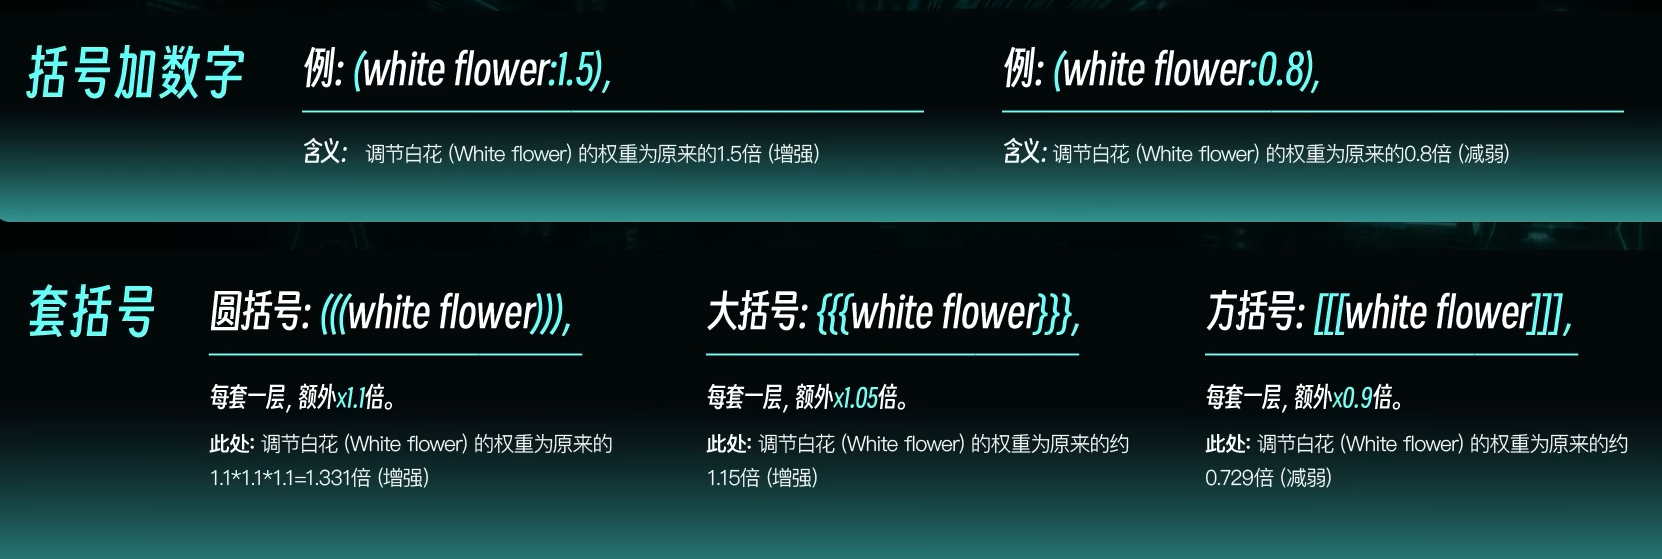 括号加数字
例: (white flower:1.5),
含义: 调节白花 (White flower) 的权重为原来的1.5倍 (增强)
例: (white flower:0.8),
含义: 调节白花 (White flower) 的权重为原来的0.8倍 (减弱)
套括号
圆括号: (((white flower))),
每套一层, 额外x1.1倍。
此处: 调节白花 (White flower) 的权重为原来的
1.1*1.1*1.1=1.331倍 (增强)
大括号: {{{white flower}}},
每套一层, 额外x1.05倍。
此处: 调节白花 (White flower) 的权重为原来的约
1.15倍 (增强)
方括号: [[[white flower]]],
每套一层, 额外x0.9倍。
此处: 调节白花 (White flower) 的权重为原来的约
0.729倍 (减弱)